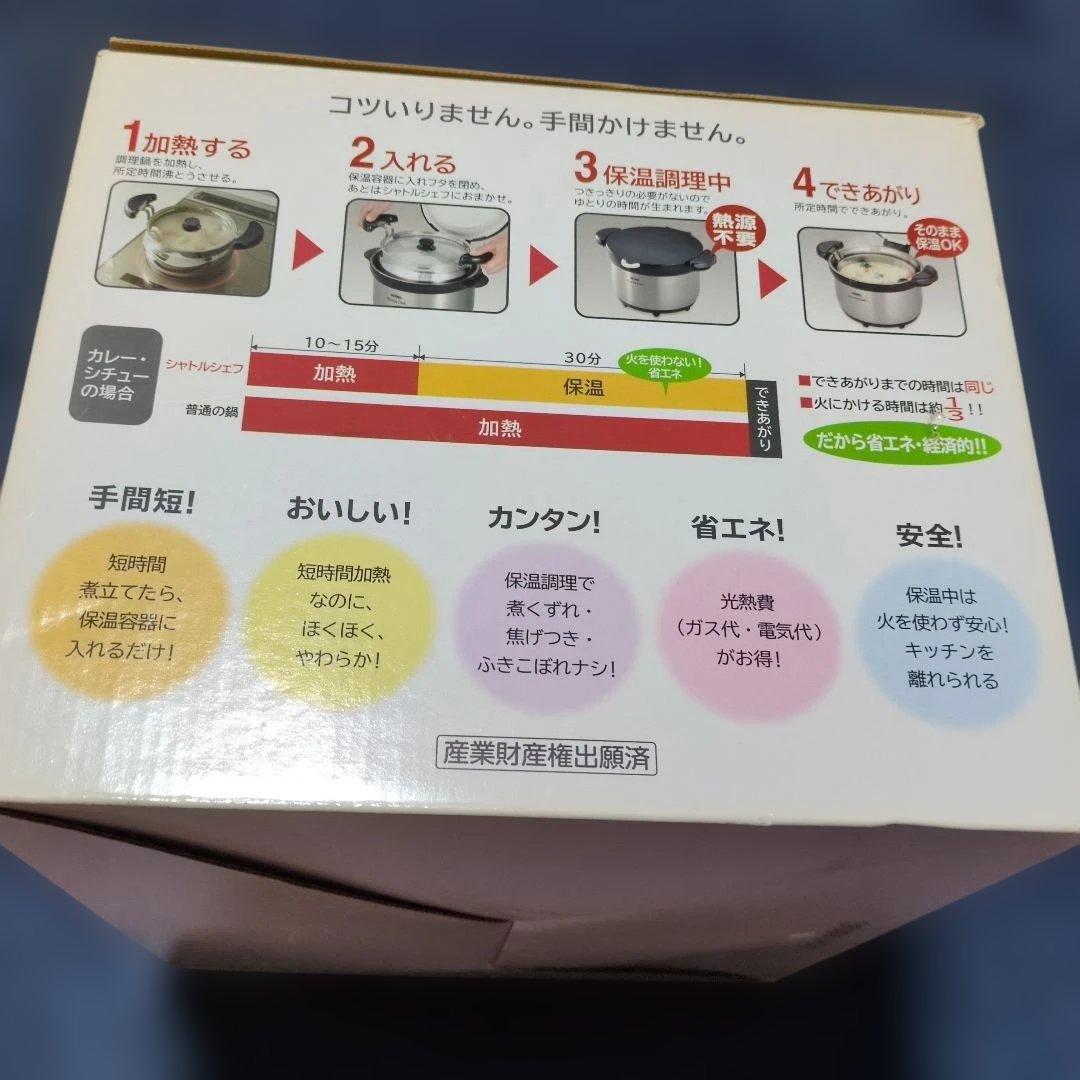 コツいりません。手間かけません。
1加熱する
調理鍋を加熱し、
所定時間沸とうさせる。
2入れる
保温容器に入れフタを閉め、
あとはシャトルシェフにおまかせ。
3保温調理中
つきっきりの必要がないので
ゆとりの時間が生まれます。
熱源
不要
4できあがり
所定時間でできあがり。
そのまま
保温OK
カレー・
シチュー
の場合
10〜15分
30分
火を使わない!
省エネ
シャトルシェフ
加熱
保温
普通の鍋
加熱
できあがり
■できあがりまでの時間は同じ
■火にかける時間は約1/3!!
だから省エネ・経済的!!
手間短!
短時間
煮立てたら、
保温容器に
入れるだけ!
おいしい!
短時間加熱
なのに、
ほくほく、
やわらか!
カンタン!
保温調理で
煮くずれ・
焦げつき・
ふきこぼれナシ!
省エネ!
光熱費
(ガス代・電気代)
がお得!
安全!
保温中は
火を使わず安心!
キッチンを
離れられる
産業財産権出願済